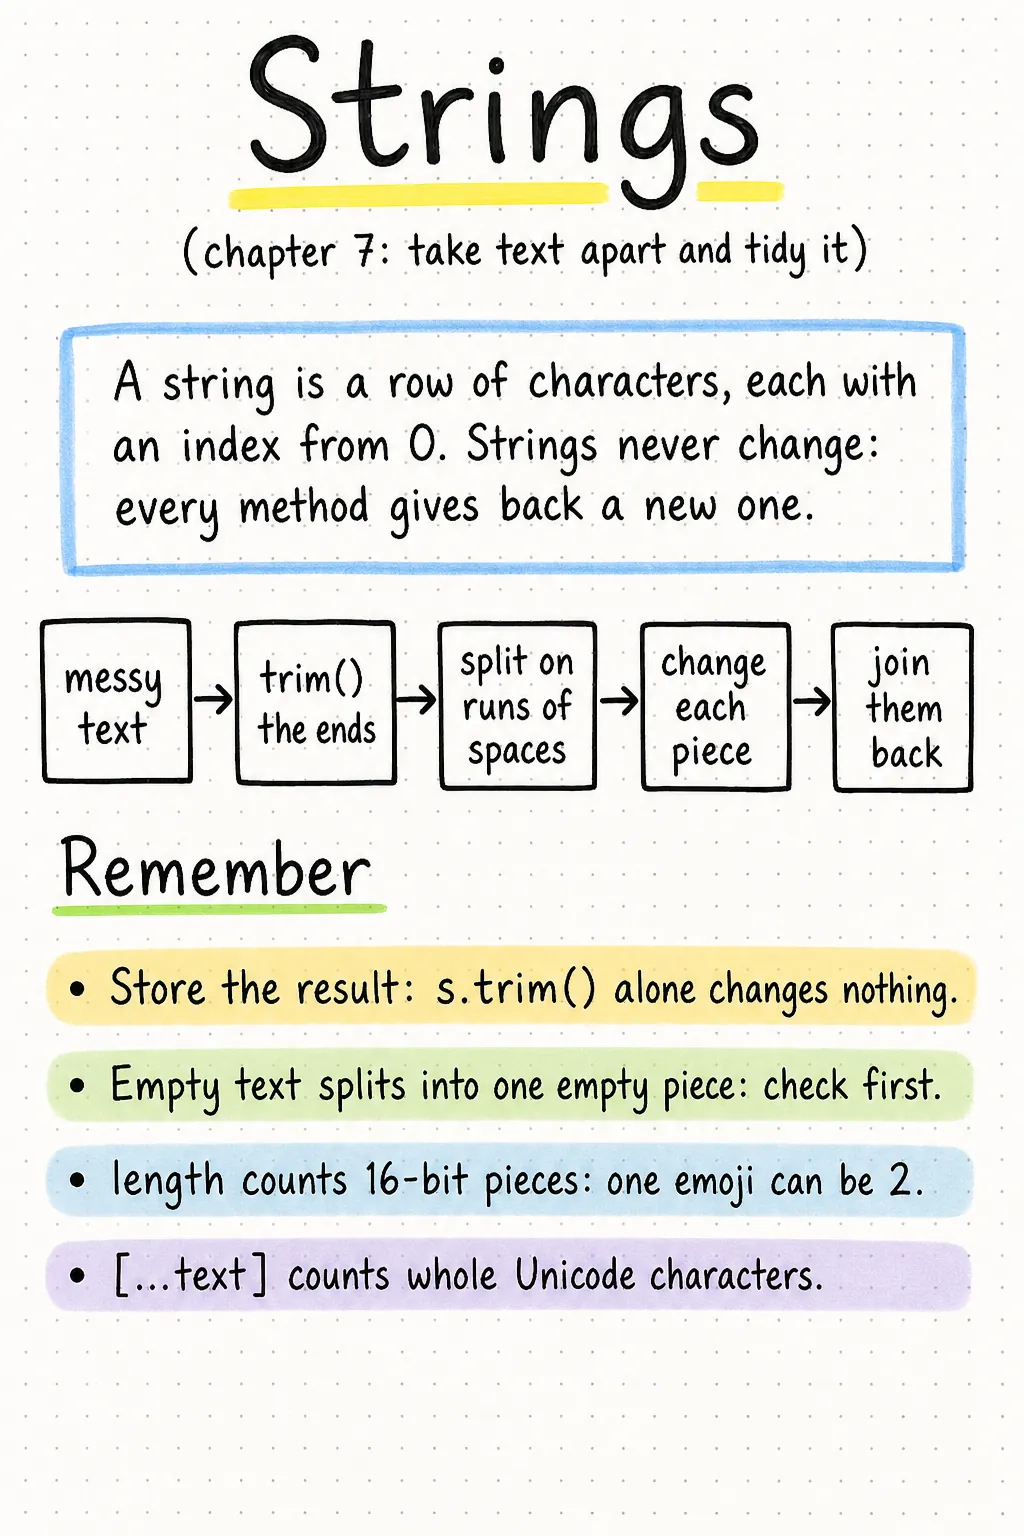 Strings
(chapter 7: take text apart and tidy it)
A string is a row of characters, each with
an index from 0. Strings never change:
every method gives back a new one.
messy
text
trim()
the ends
split on
runs of
spaces
change
each
piece
join
them
back
Remember
• Store the result: s.trim() alone changes nothing.
• Empty text splits into one empty piece: check first.
• length counts 16-bit pieces: one emoji can be 2.
• [...text] counts whole Unicode characters.